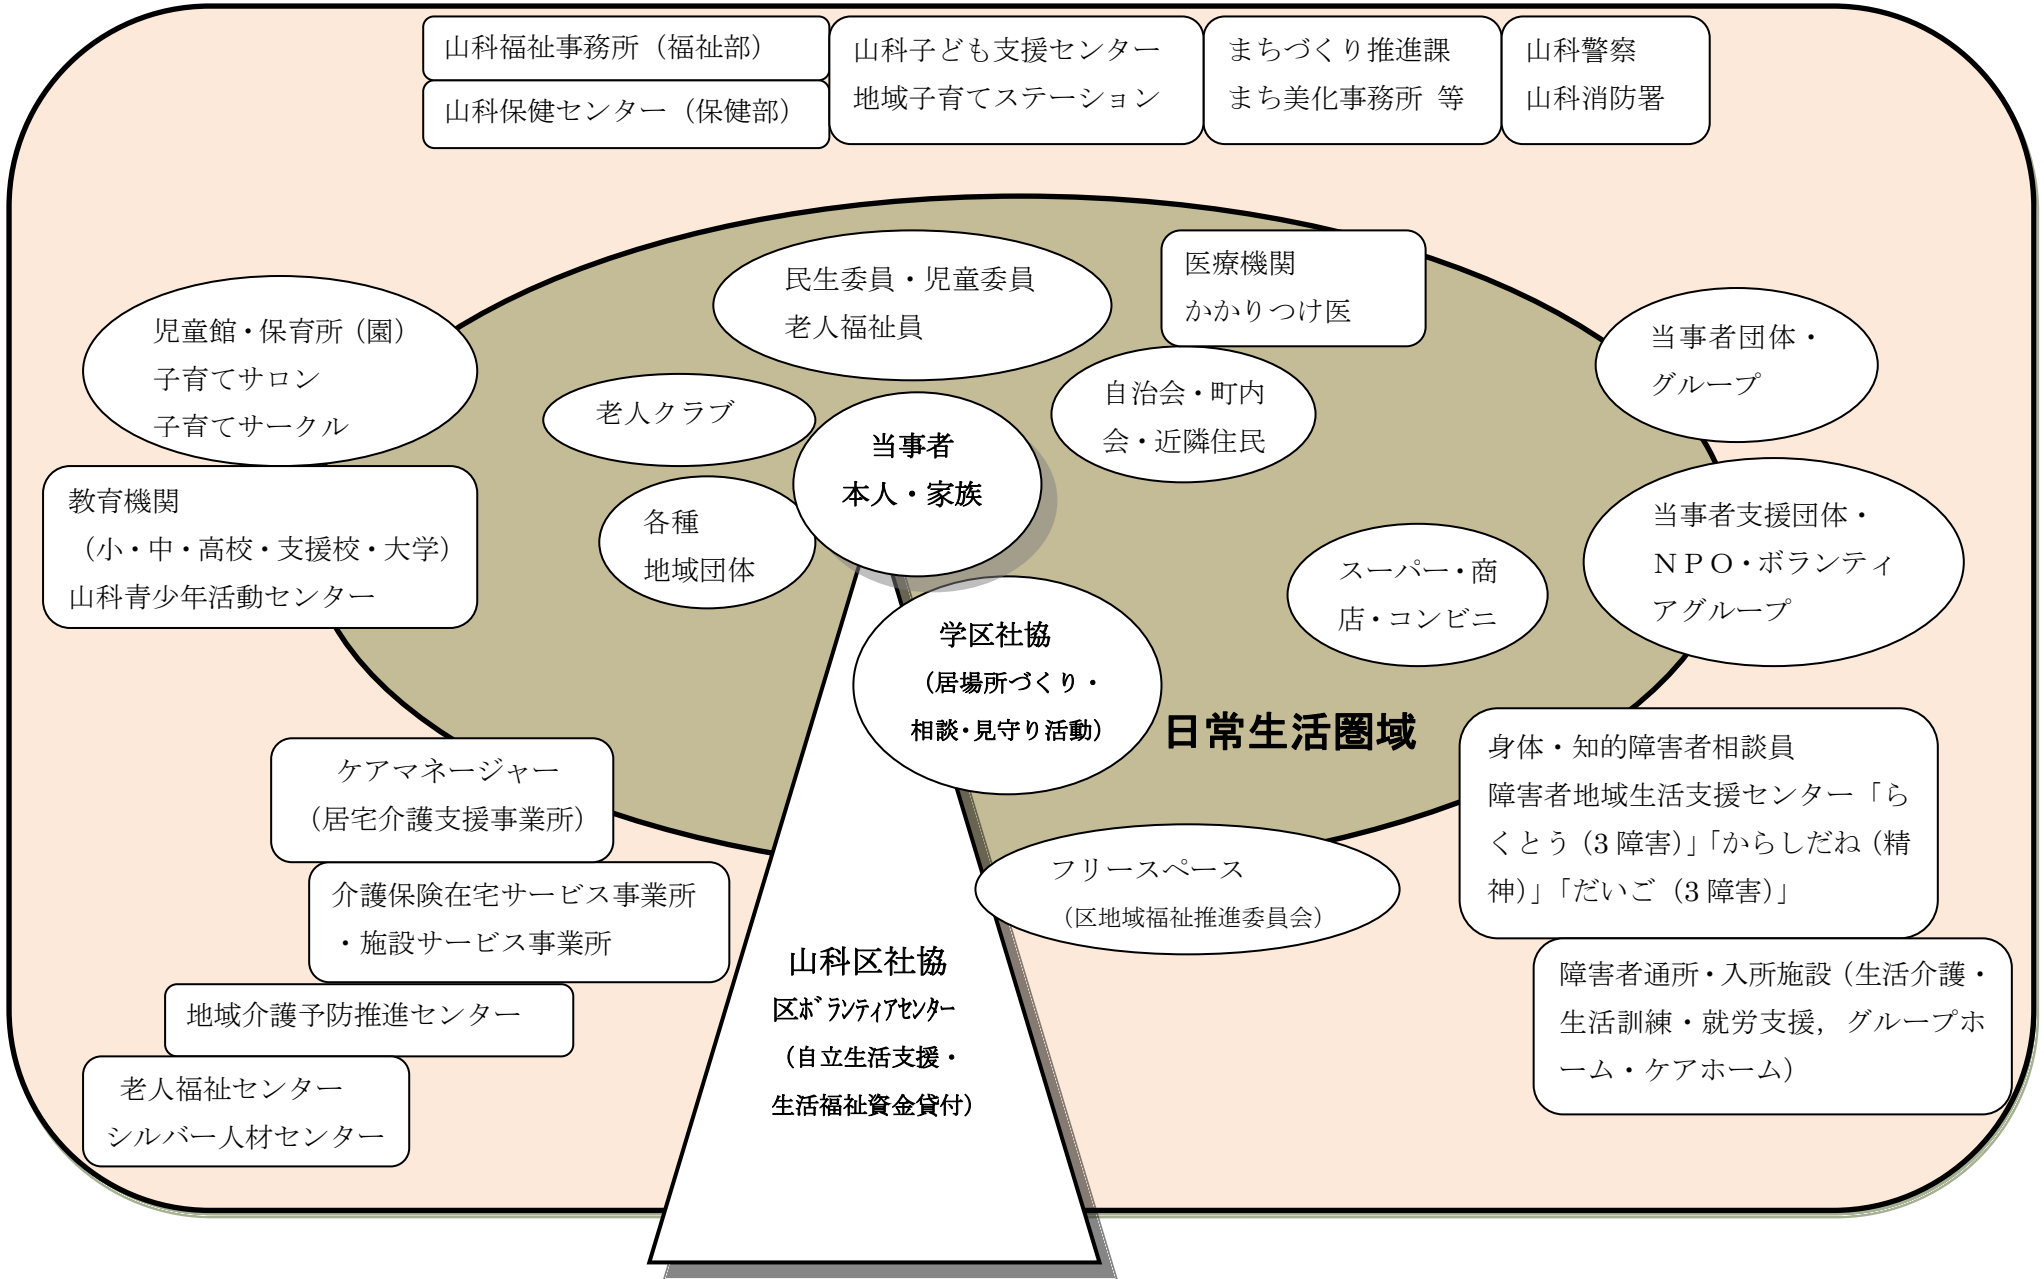 山科福祉事務所（福祉部）
山科保健センター（保健部）
山科子ども支援センター
地域子育てステーション
まちづくり推進課
まち美化事務所 等
山科警察
山科消防署
民生委員・児童委員
老人福祉員
医療機関
かかりつけ医
児童館・保育所（園）
子育てサロン
子育てサークル
当事者団体・
グループ
老人クラブ
自治会・町内
会・近隣住民
当事者
本人・家族
教育機関
（小・中・高校・支援校・大学）
山科青少年活動センター
各種
地域団体
当事者支援団体・
ＮＰＯ・ボランティ
アグループ
スーパー・商
店・コンビニ
学区社協
（居場所づくり・
相談・見守り活動）
日常生活圏域
身体・知的障害者相談員
障害者地域生活支援センター「ら
くとう（3 障害）」「からしだね（精
神）」「だいご（3 障害）」
ケアマネージャー
（居宅介護支援事業所）
フリースペース
（区地域福祉推進委員会）
介護保険在宅サービス事業所
・施設サービス事業所
山科区社協
区ﾎﾞﾗﾝﾃｨｱｾﾝﾀｰ
（自立生活支援・
生活福祉資金貸付）
障害者通所・入所施設（生活介護・
生活訓練・就労支援，グループホ
ーム・ケアホーム）
地域介護予防推進センター
老人福祉センター
シルバー人材センター